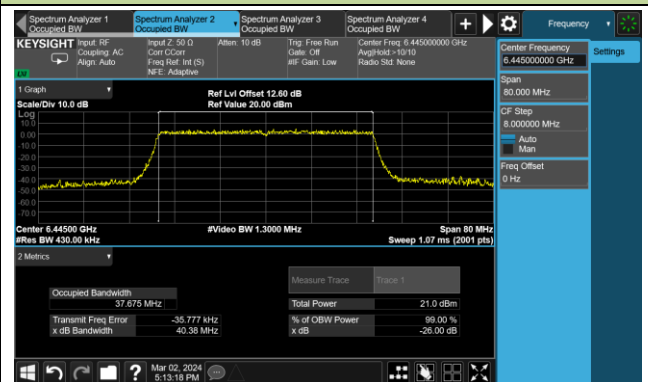 Spectrum Analyzer 1
Occupied BW
Spectrum Analyzer 2
Occupied BW
Spectrum Analyzer 3
Occupied BW
Spectrum Analyzer 4
Occupied BW
+
Frequency
KEYSIGHT
Input: RF
Coupling: AC
Align: Auto
Input Z: 50 Ω
Corr CCorr
Freq Ref: Int (S)
NFE: Adaptive
Atten: 10 dB
Trig: Free Run
Gate: Off
#IF Gain: Low
Center Freq: 6.445000000 GHz
Avg|Hold:>10/10
Radio Std: None
Center Frequency
6.445000000 GHz
Settings
Span
80.000 MHz
CF Step
8.000000 MHz
Auto
Man
Freq Offset
0 Hz
1 Graph
Scale/Div 10.0 dB
Ref Lvl Offset 12.60 dB
Ref Value 20.00 dBm
Log
10.0
0.00
-10.0
-20.0
-30.0
-40.0
-50.0
-60.0
-70.0
Center 6.44500 GHz
#Res BW 430.00 kHz
#Video BW 1.3000 MHz
Span 80 MHz
Sweep 1.07 ms (2001 pts)
2 Metrics
Measure Trace
Trace 1
Occupied Bandwidth
37.675 MHz
Total Power
21.0 dBm
Transmit Freq Error
-35.777 kHz
% of OBW Power
99.00 %
x dB Bandwidth
40.38 MHz
x dB
-26.00 dB
?
Mar 02, 2024
5:13:18 PM